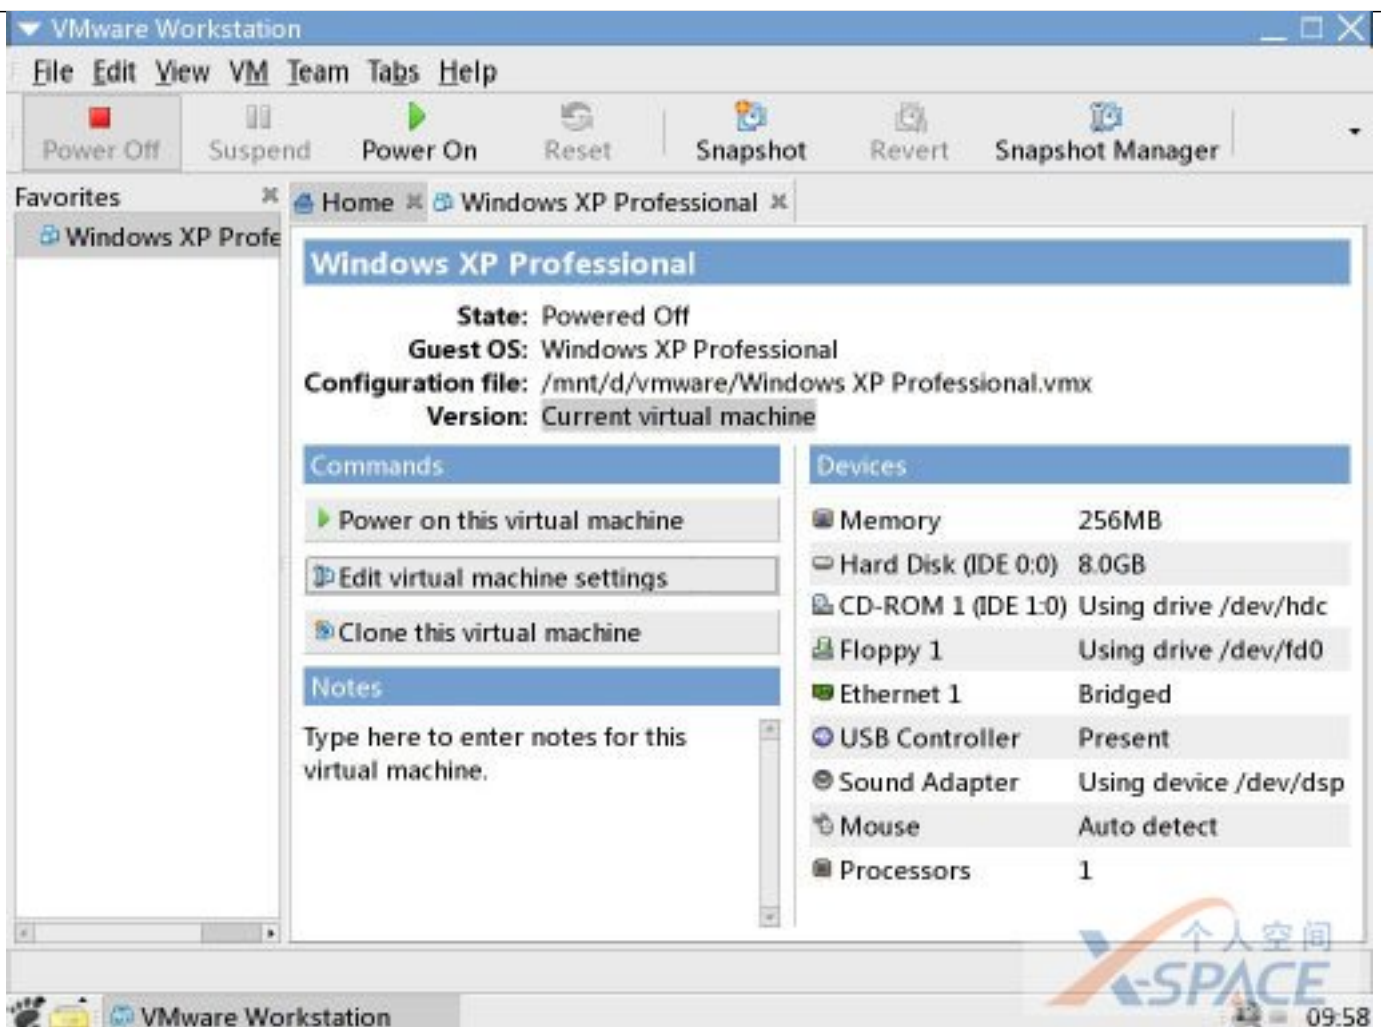 VMware Workstation
File Edit View VM Team Tabs Help
Power Off Suspend Power On Reset Snapshot Revert Snapshot Manager
Favorites
Windows XP Profe
Home Windows XP Professional
Windows XP Professional
State: Powered Off
Guest OS: Windows XP Professional
Configuration file: /mnt/d/vmware/Windows XP Professional.vmx
Version: Current virtual machine
Commands
Power on this virtual machine
Edit virtual machine settings
Clone this virtual machine
Notes
Type here to enter notes for this
virtual machine.
Devices
Memory 256MB
Hard Disk (IDE 0:0) 8.0GB
CD-ROM 1 (IDE 1:0) Using drive /dev/hdc
Floppy 1 Using drive /dev/fd0
Ethernet 1 Bridged
USB Controller Present
Sound Adapter Using device /dev/dsp
Mouse Auto detect
Processors 1
个人空间
X-SPACE
VMware Workstation
09:58